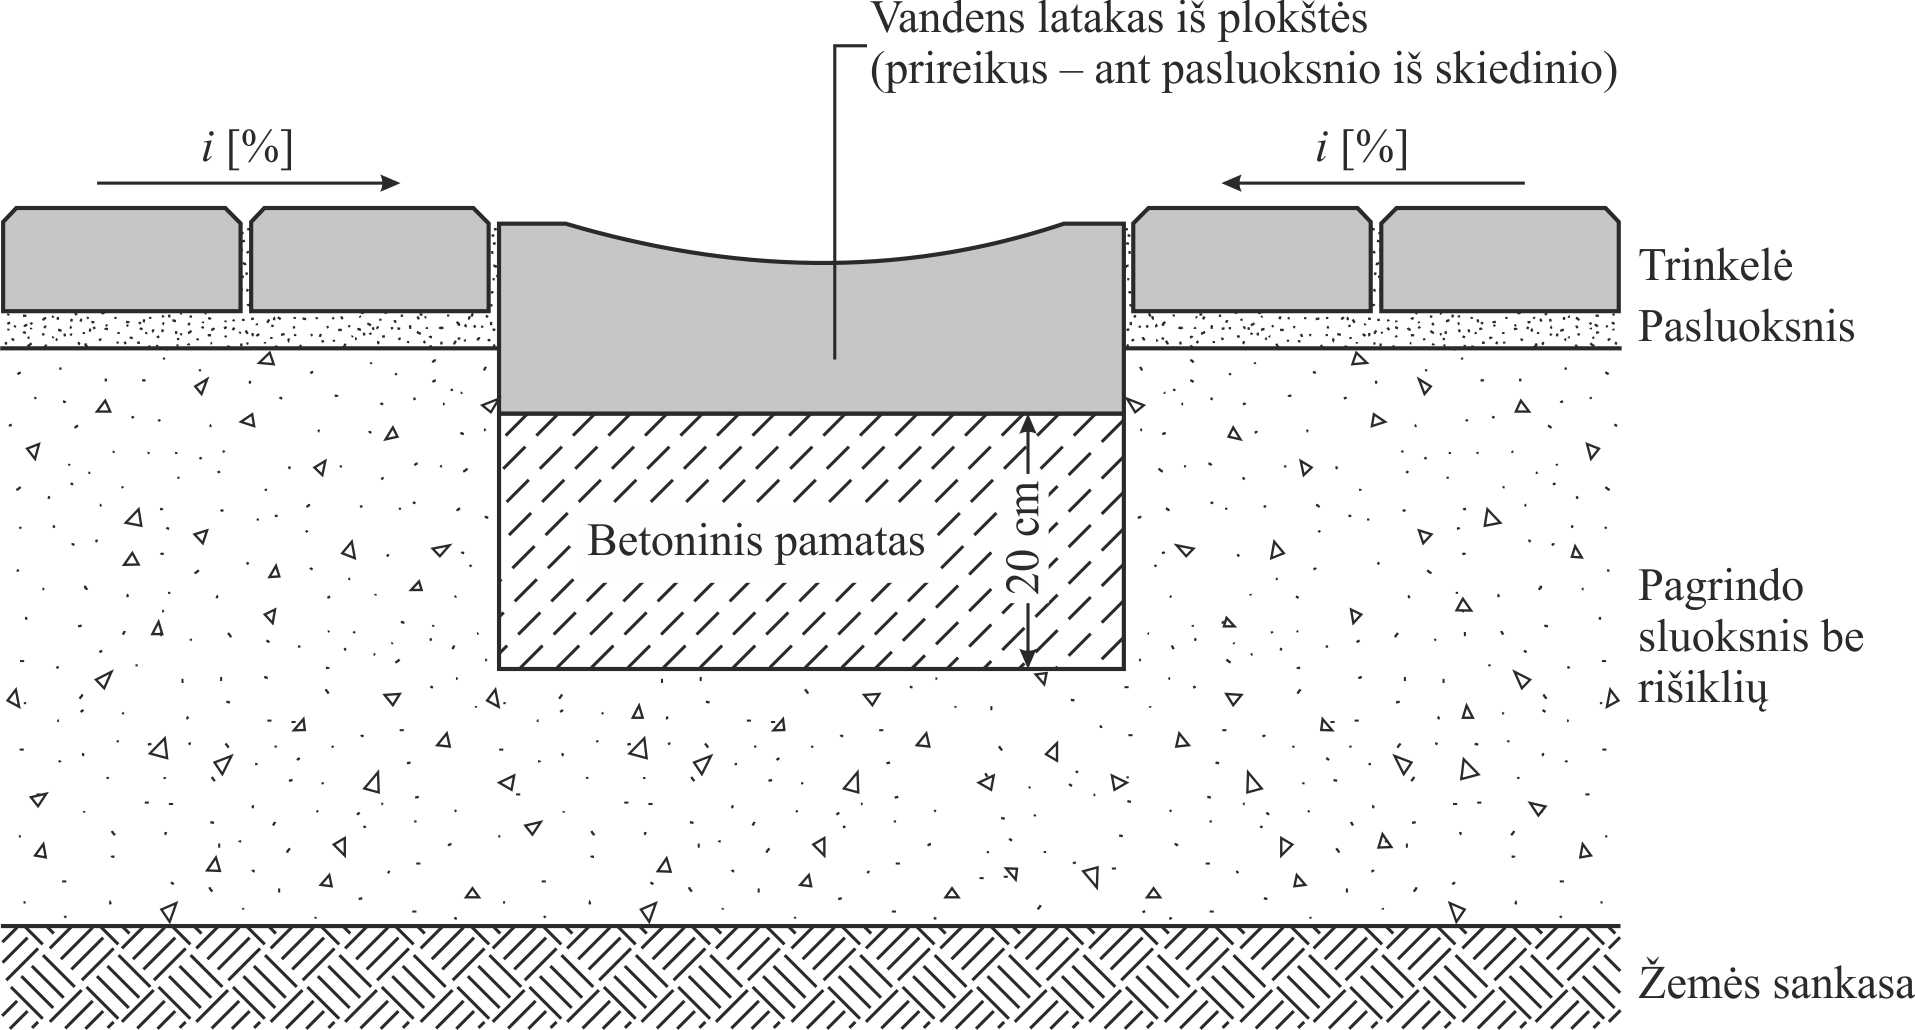 Vandens latakas iš plokštės
(prireikus – ant pasluoksnio iš skiedinio)
i [%]
i [%]
Trinkelė
Pasluoksnis
Betoninis pamatas
20 cm
Pagrindo
sluoksnis be
rišiklių
Žemės sankasa